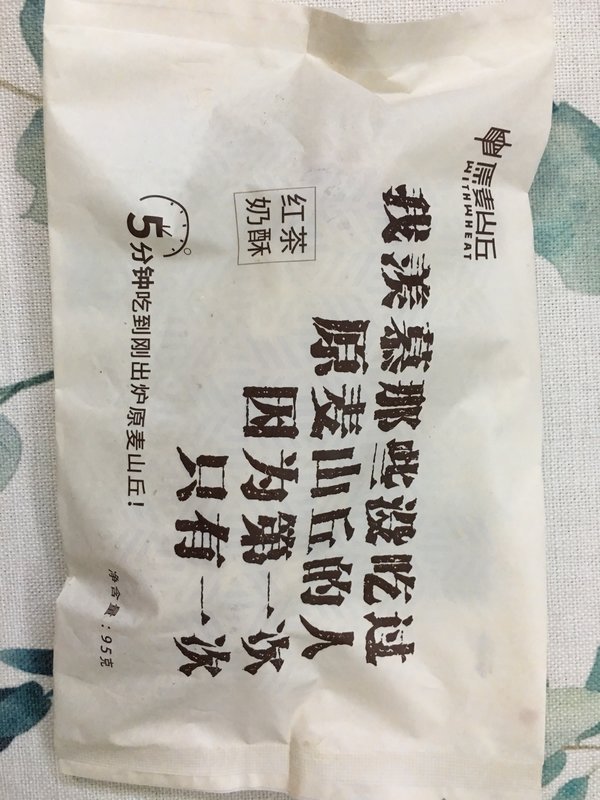 原麦山丘
WITHWHEAT
我羡慕那些没吃过
原麦山丘的人
因为第一次
只有一次
红茶
奶酥
5分钟吃到刚出炉原麦山丘！
净含量：95克